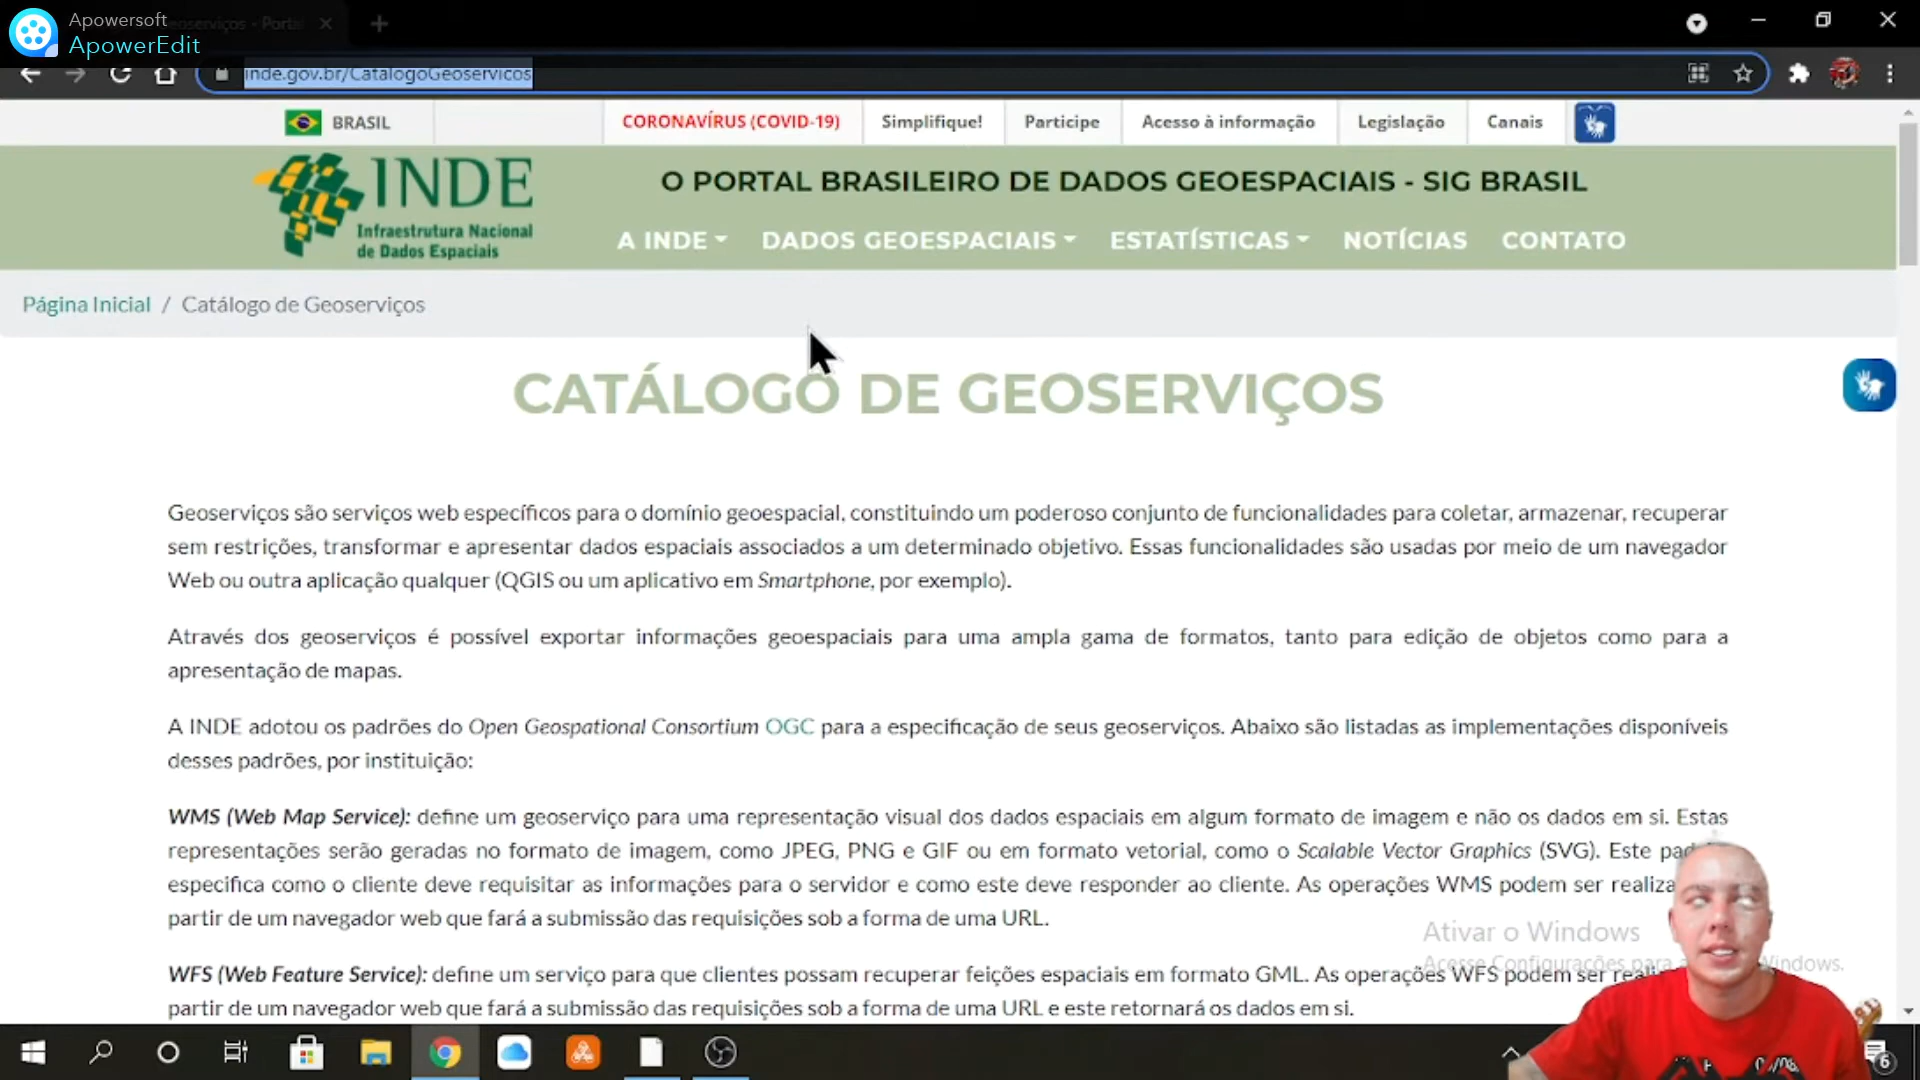 Apowersoft
ApowerEdit
inde.gov.br/CatalogoGeoservicos
BRASIL
CORONAVÍRUS (COVID-19)
Simplifique!
Participe
Acesso à informação
Legislação
Canais
INDE
Infraestrutura Nacional
de Dados Espaciais
O PORTAL BRASILEIRO DE DADOS GEOESPACIAIS - SIG BRASIL
A INDE
DADOS GEOESPACIAIS
ESTATÍSTICAS
NOTÍCIAS
CONTATO
Página Inicial / Catálogo de Geoserviços
CATÁLOGO DE GEOSERVIÇOS
Geoserviços são serviços web específicos para o domínio geoespacial, constituindo um poderoso conjunto de funcionalidades para coletar, armazenar, recuperar
sem restrições, transformar e apresentar dados espaciais associados a um determinado objetivo. Essas funcionalidades são usadas por meio de um navegador
Web ou outra aplicação qualquer (QGIS ou um aplicativo em Smartphone, por exemplo).
Através dos geoserviços é possível exportar informações geoespaciais para uma ampla gama de formatos, tanto para edição de objetos como para a
apresentação de mapas.
A INDE adotou os padrões do Open Geospational Consortium OGC para a especificação de seus geoserviços. Abaixo são listadas as implementações disponíveis
desses padrões, por instituição:
WMS (Web Map Service): define um geoserviço para uma representação visual dos dados espaciais em algum formato de imagem e não os dados em si. Estas
representações serão geradas no formato de imagem, como JPEG, PNG e GIF ou em formato vetorial, como o Scalable Vector Graphics (SVG). Este
especifica como o cliente deve requisitar as informações para o servidor e como este deve responder ao cliente. As operações WMS podem ser
partir de um navegador web que fará a submissão das requisições sob a forma de uma URL.
Ativar o Windows
Acesse Configurações para Windows.
WFS (Web Feature Service): define um serviço para que clientes possam recuperar feições espaciais em formato GML. As operações WFS podem ser
partir de um navegador web que fará a submissão das requisições sob a forma de uma URL e este retornará os dados em si.
6